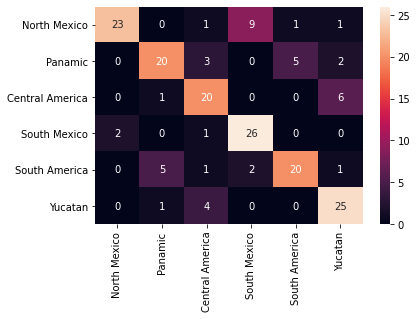 North Mexico 23 0 1 9 1 1
Panamic 0 20 3 0 5 2
Central America 0 1 20 0 0 6
South Mexico 2 0 1 26 0 0
South America 0 5 1 2 20 1
Yucatan 0 1 4 0 0 25
North Mexico
Panamic
Central America
South Mexico
South America
Yucatan
25
20
15
10
5
0